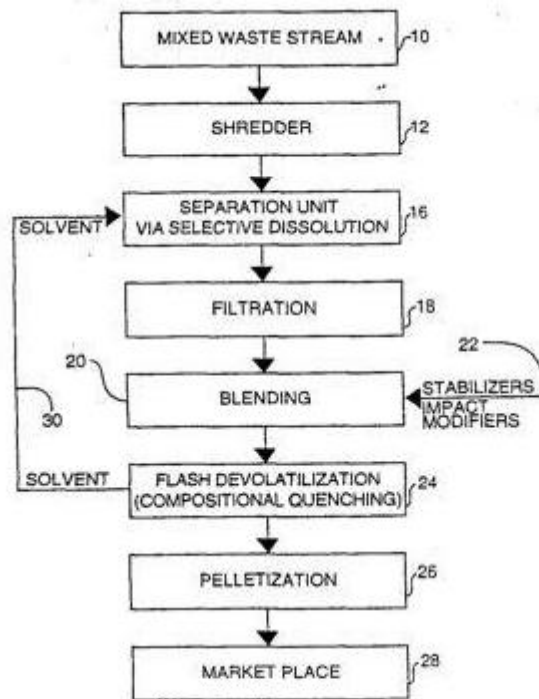 MIXED WASTE STREAM
10
SHREDDER
12
SOLVENT
SEPARATION UNIT
VIA SELECTIVE DISSOLUTION
16
FILTRATION
18
20
BLENDING
22
STABILIZERS
IMPACT
MODIFIERS
30
SOLVENT
FLASH DEVOLATILIZATION
(COMPOSITIONAL QUENCHING)
24
PELLETIZATION
26
MARKET PLACE
28